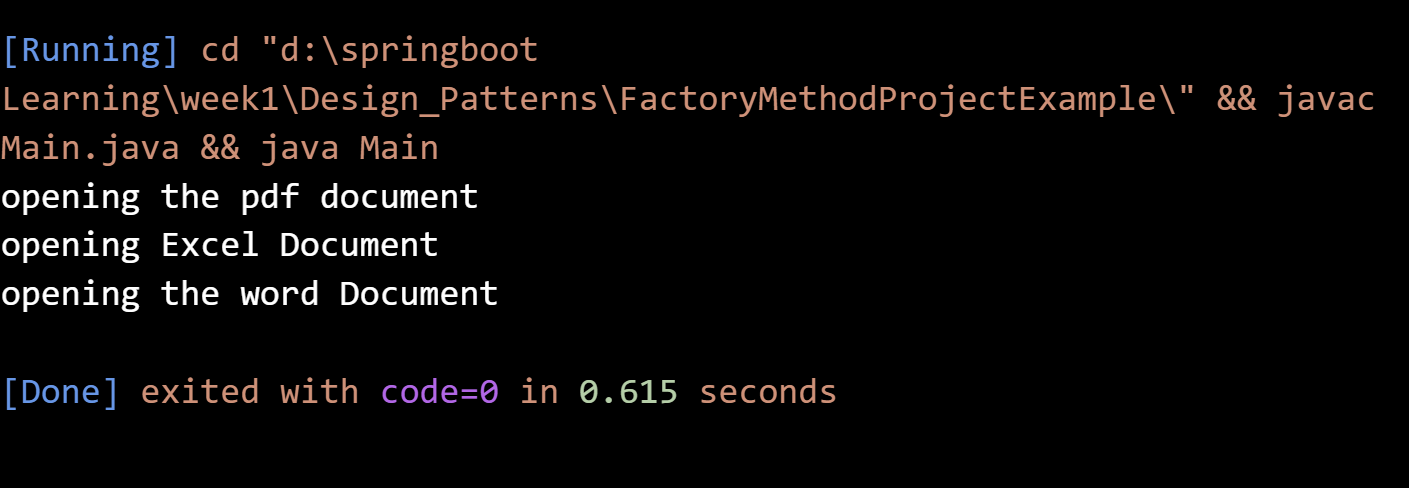 [Running] cd "d:\springboot
Learning\week1\Design_Patterns\FactoryMethodProjectExample\" && javac
Main.java && java Main
opening the pdf document
opening Excel Document
opening the word Document
[Done] exited with code=0 in 0.615 seconds